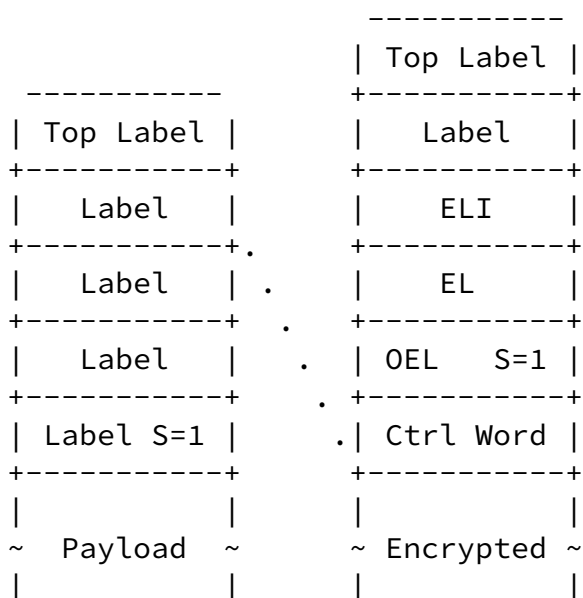 -----------
                      | Top Label |
 -----------          +-----------+
| Top Label |         |   Label   |
+-----------+         +-----------+
|   Label   |         |    ELI    |
+-----------+.        +-----------+
|   Label   | .       |    EL     |
+-----------+  .      +-----------+
|   Label   |   .     | OEL   S=1 |
+-----------+    .    +-----------+
| Label S=1 |     .| Ctrl Word |
+-----------+         +-----------+
|           |         |           |
~  Payload  ~         ~ Encrypted ~
|           |         |           |